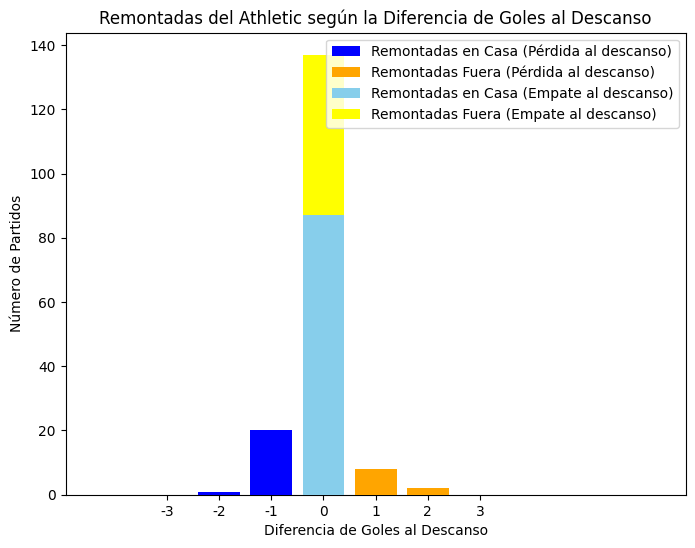 Remontadas del Athletic según la Diferencia de Goles al Descanso
Remontadas en Casa (Pérdida al descanso)
Remontadas Fuera (Pérdida al descanso)
Remontadas en Casa (Empate al descanso)
Remontadas Fuera (Empate al descanso)
Número de Partidos
140
120
100
80
60
40
20
0
-3 -2 -1 0 1 2 3
Diferencia de Goles al Descanso